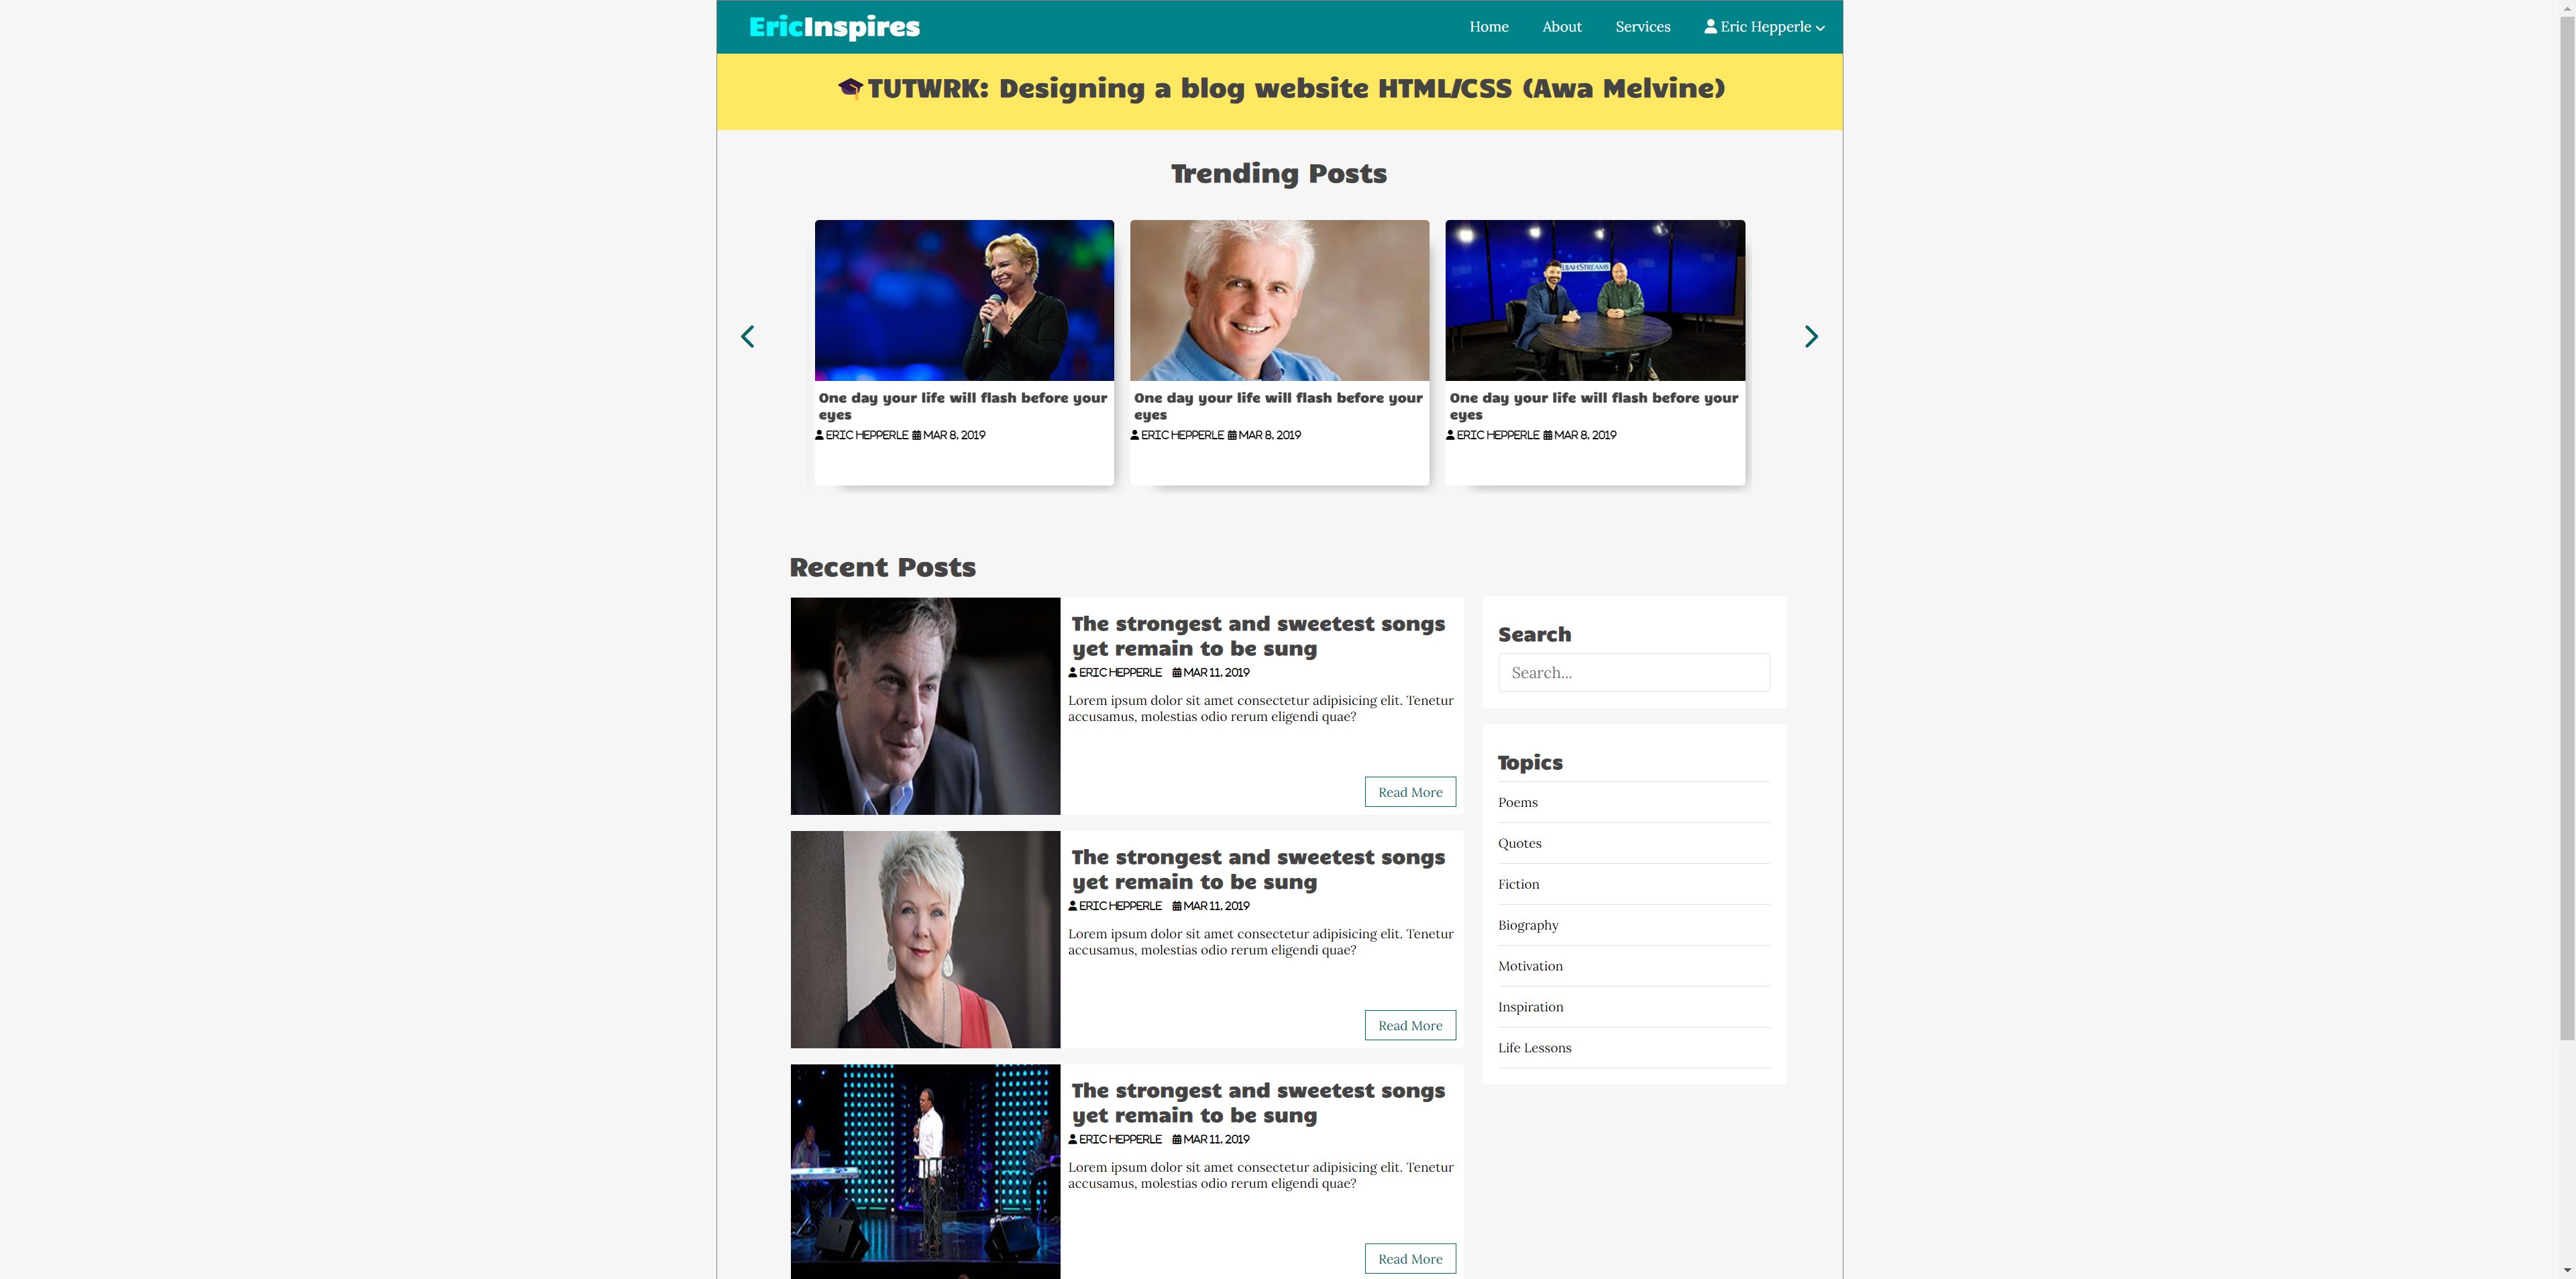 EricInspires
Home About Services Eric Hepperle
TUTWRK: Designing a blog website HTML/CSS (Awa Melvine)
Trending Posts
One day your life will flash before your
eyes
ERIC HEPPERLE MAR 8, 2019
One day your life will flash before your
eyes
ERIC HEPPERLE MAR 8, 2019
One day your life will flash before your
eyes
ERIC HEPPERLE MAR 8, 2019
Recent Posts
The strongest and sweetest songs
yet remain to be sung
ERIC HEPPERLE MAR 11, 2019
Lorem ipsum dolor sit amet consectetur adipisicing elit. Tenetur
accusamus, molestias odio rerum eligendi quae?
Read More
The strongest and sweetest songs
yet remain to be sung
ERIC HEPPERLE MAR 11, 2019
Lorem ipsum dolor sit amet consectetur adipisicing elit. Tenetur
accusamus, molestias odio rerum eligendi quae?
Read More
The strongest and sweetest songs
yet remain to be sung
ERIC HEPPERLE MAR 11, 2019
Lorem ipsum dolor sit amet consectetur adipisicing elit. Tenetur
accusamus, molestias odio rerum eligendi quae?
Read More
Search
Search...
Topics
Poems
Quotes
Fiction
Biography
Motivation
Inspiration
Life Lessons